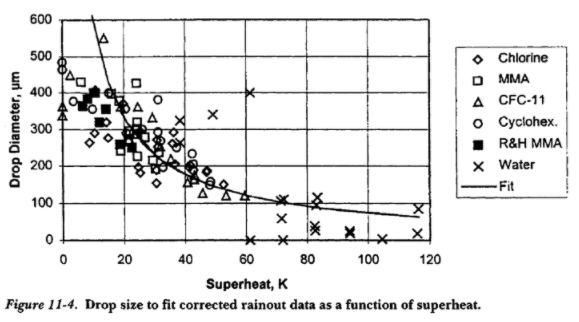 600
500
400
300
200
100
0
Drop Diameter, µm
0 20 40 60 80 100 120
Superheat, K
Chlorine
MMA
CFC-11
Cyclohex.
R&H MMA
Water
Fit
Figure 11-4. Drop size to fit corrected rainout data as a function of superheat.